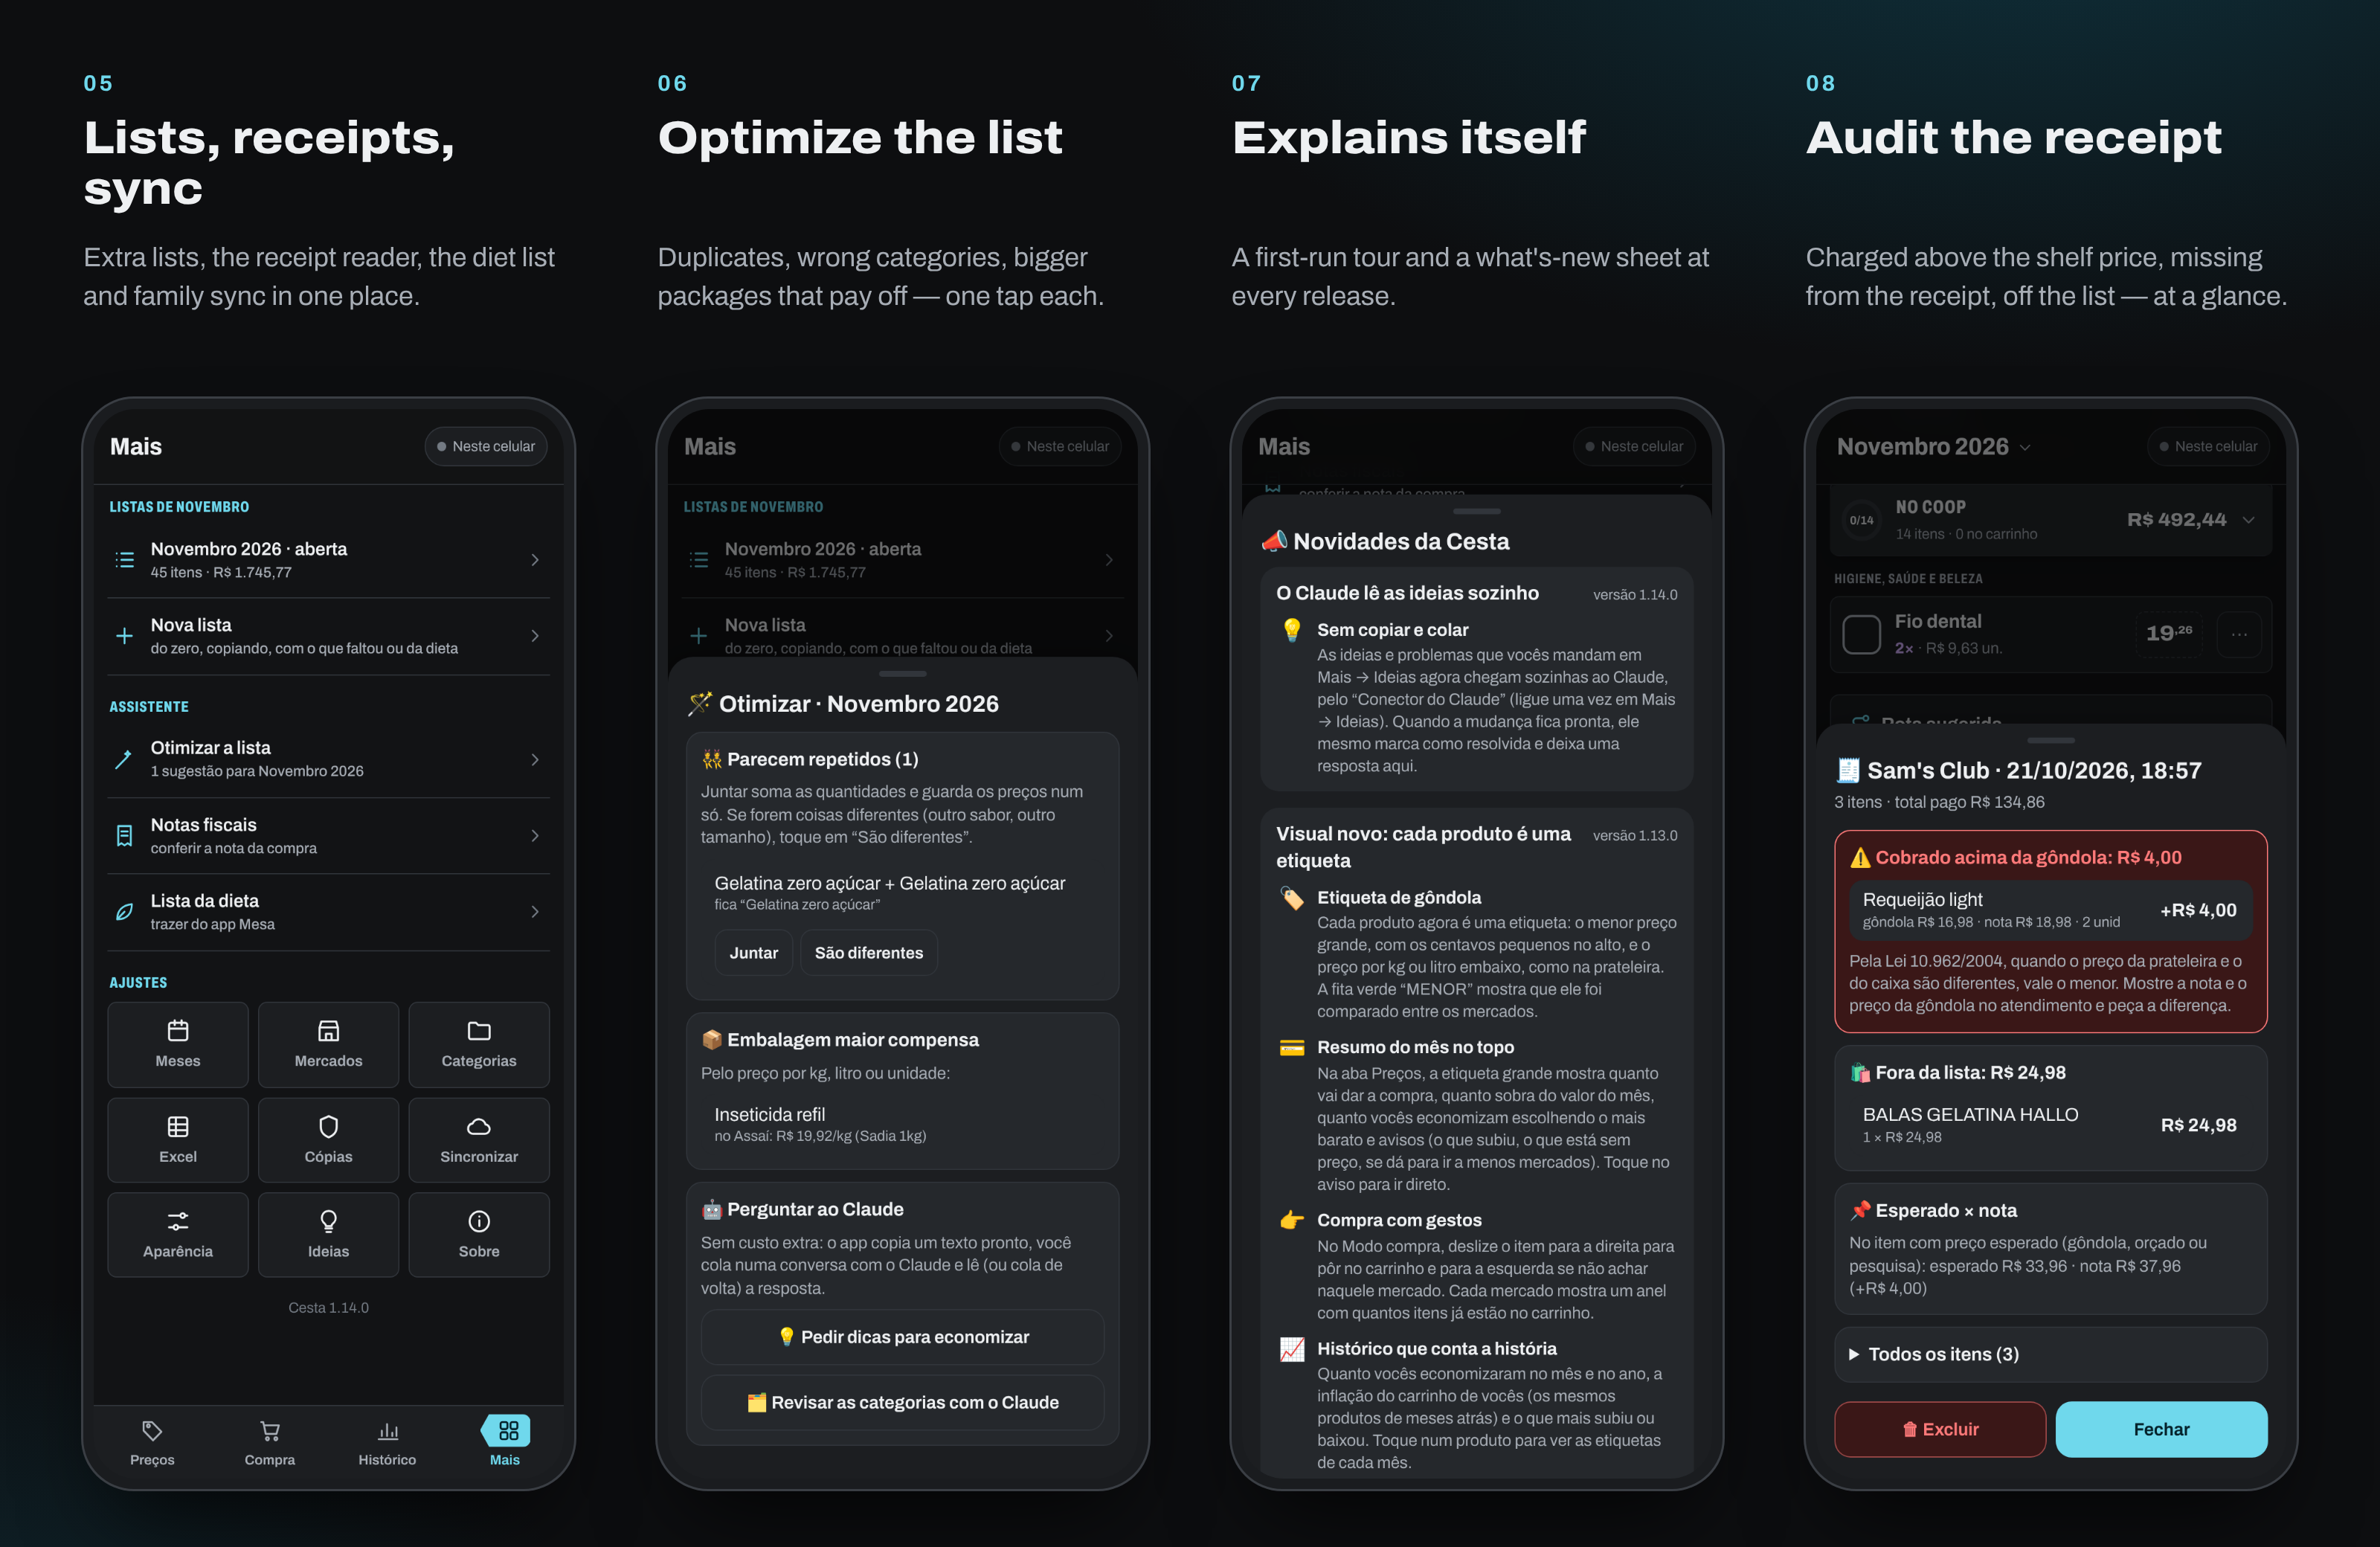 05
Lists, receipts,
sync
Extra lists, the receipt reader, the diet list
and family sync in one place.
Mais
Neste celular
LISTAS DE NOVEMBRO
Novembro 2026 · aberta
45 itens · R$ 1.745,77
Nova lista
do zero, copiando, com o que faltou ou da dieta
ASSISTENTE
Otimizar a lista
1 sugestão para Novembro 2026
Notas fiscais
conferir a nota da compra
Lista da dieta
trazer do app Mesa
AJUSTES
Meses
Mercados
Categorias
Excel
Cópias
Sincronizar
Aparência
Ideias
Sobre
Cesta 1.14.0
Preços
Compra
Histórico
Mais
06
Optimize the list
Duplicates, wrong categories, bigger
packages that pay off — one tap each.
Mais
Neste celular
LISTAS DE NOVEMBRO
Novembro 2026 · aberta
45 itens · R$ 1.745,77
Nova lista
do zero, copiando, com o que faltou ou da dieta
🪄 Otimizar · Novembro 2026
👯 Parecem repetidos (1)
Juntar soma as quantidades e guarda os preços num
só. Se forem coisas diferentes (outro sabor, outro
tamanho), toque em “São diferentes”.
Gelatina zero açúcar + Gelatina zero açúcar
fica “Gelatina zero açúcar”
Juntar
São diferentes
📦 Embalagem maior compensa
Pelo preço por kg, litro ou unidade:
Inseticida refil
no Assaí: R$ 19,92/kg (Sadia 1kg)
🤖 Perguntar ao Claude
Sem custo extra: o app copia um texto pronto, você
cola numa conversa com o Claude e lê (ou cola de
volta) a resposta.
💡 Pedir dicas para economizar
🗂️ Revisar as categorias com o Claude
07
Explains itself
A first-run tour and a what's-new sheet at
every release.
Mais
Neste celular
conferir a nota da compra
📣 Novidades da Cesta
O Claude lê as ideias sozinho
versão 1.14.0
💡 Sem copiar e colar
As ideias e problemas que vocês mandam em
Mais → Ideias agora chegam sozinhas ao Claude,
pelo “Conector do Claude” (ligue uma vez em Mais
→ Ideias). Quando a mudança fica pronta, ele
mesmo marca como resolvida e deixa uma
resposta aqui.
Visual novo: cada produto é uma
etiqueta
versão 1.13.0
🏷️ Etiqueta de gôndola
Cada produto agora é uma etiqueta: o menor preço
grande, com os centavos pequenos no alto, e o
preço por kg ou litro embaixo, como na prateleira.
A fita verde “MENOR” mostra que ele foi
comparado entre os mercados.
💳 Resumo do mês no topo
Na aba Preços, a etiqueta grande mostra quanto
vai dar a compra, quanto sobra do valor do mês,
quanto vocês economizam escolhendo o mais
barato e avisos (o que subiu, o que está sem
preço, se dá para ir a menos mercados). Toque no
aviso para ir direto.
👉 Compra com gestos
No Modo compra, deslize o item para a direita para
pôr no carrinho e para a esquerda se não achar
naquele mercado. Cada mercado mostra um anel
com quantos itens já estão no carrinho.
📈 Histórico que conta a história
Quanto vocês economizaram no mês e no ano, a
inflação do carrinho de vocês (os mesmos
produtos de meses atrás) e o que mais subiu ou
baixou. Toque num produto para ver as etiquetas
de cada mês.
08
Audit the receipt
Charged above the shelf price, missing
from the receipt, off the list — at a glance.
Novembro 2026
Neste celular
0/14
NO COOP
14 itens · 0 no carrinho
R$ 492,44
HIGIENE, SAÚDE E BELEZA
Fio dental
2× · R$ 9,63 un.
19,26
Rota sugerida
🧾 Sam's Club · 21/10/2026, 18:57
3 itens · total pago R$ 134,86
⚠️ Cobrado acima da gôndola: R$ 4,00
Requeijão light
gôndola R$ 16,98 · nota R$ 18,98 · 2 unid
+R$ 4,00
Pela Lei 10.962/2004, quando o preço da prateleira e o
do caixa são diferentes, vale o menor. Mostre a nota e o
preço da gôndola no atendimento e peça a diferença.
🛍️ Fora da lista: R$ 24,98
BALAS GELATINA HALLO
1 × R$ 24,98
R$ 24,98
📌 Esperado × nota
No item com preço esperado (gôndola, orçado ou
pesquisa): esperado R$ 33,96 · nota R$ 37,96
(+R$ 4,00)
▶ Todos os itens (3)
🗑 Excluir
Fechar